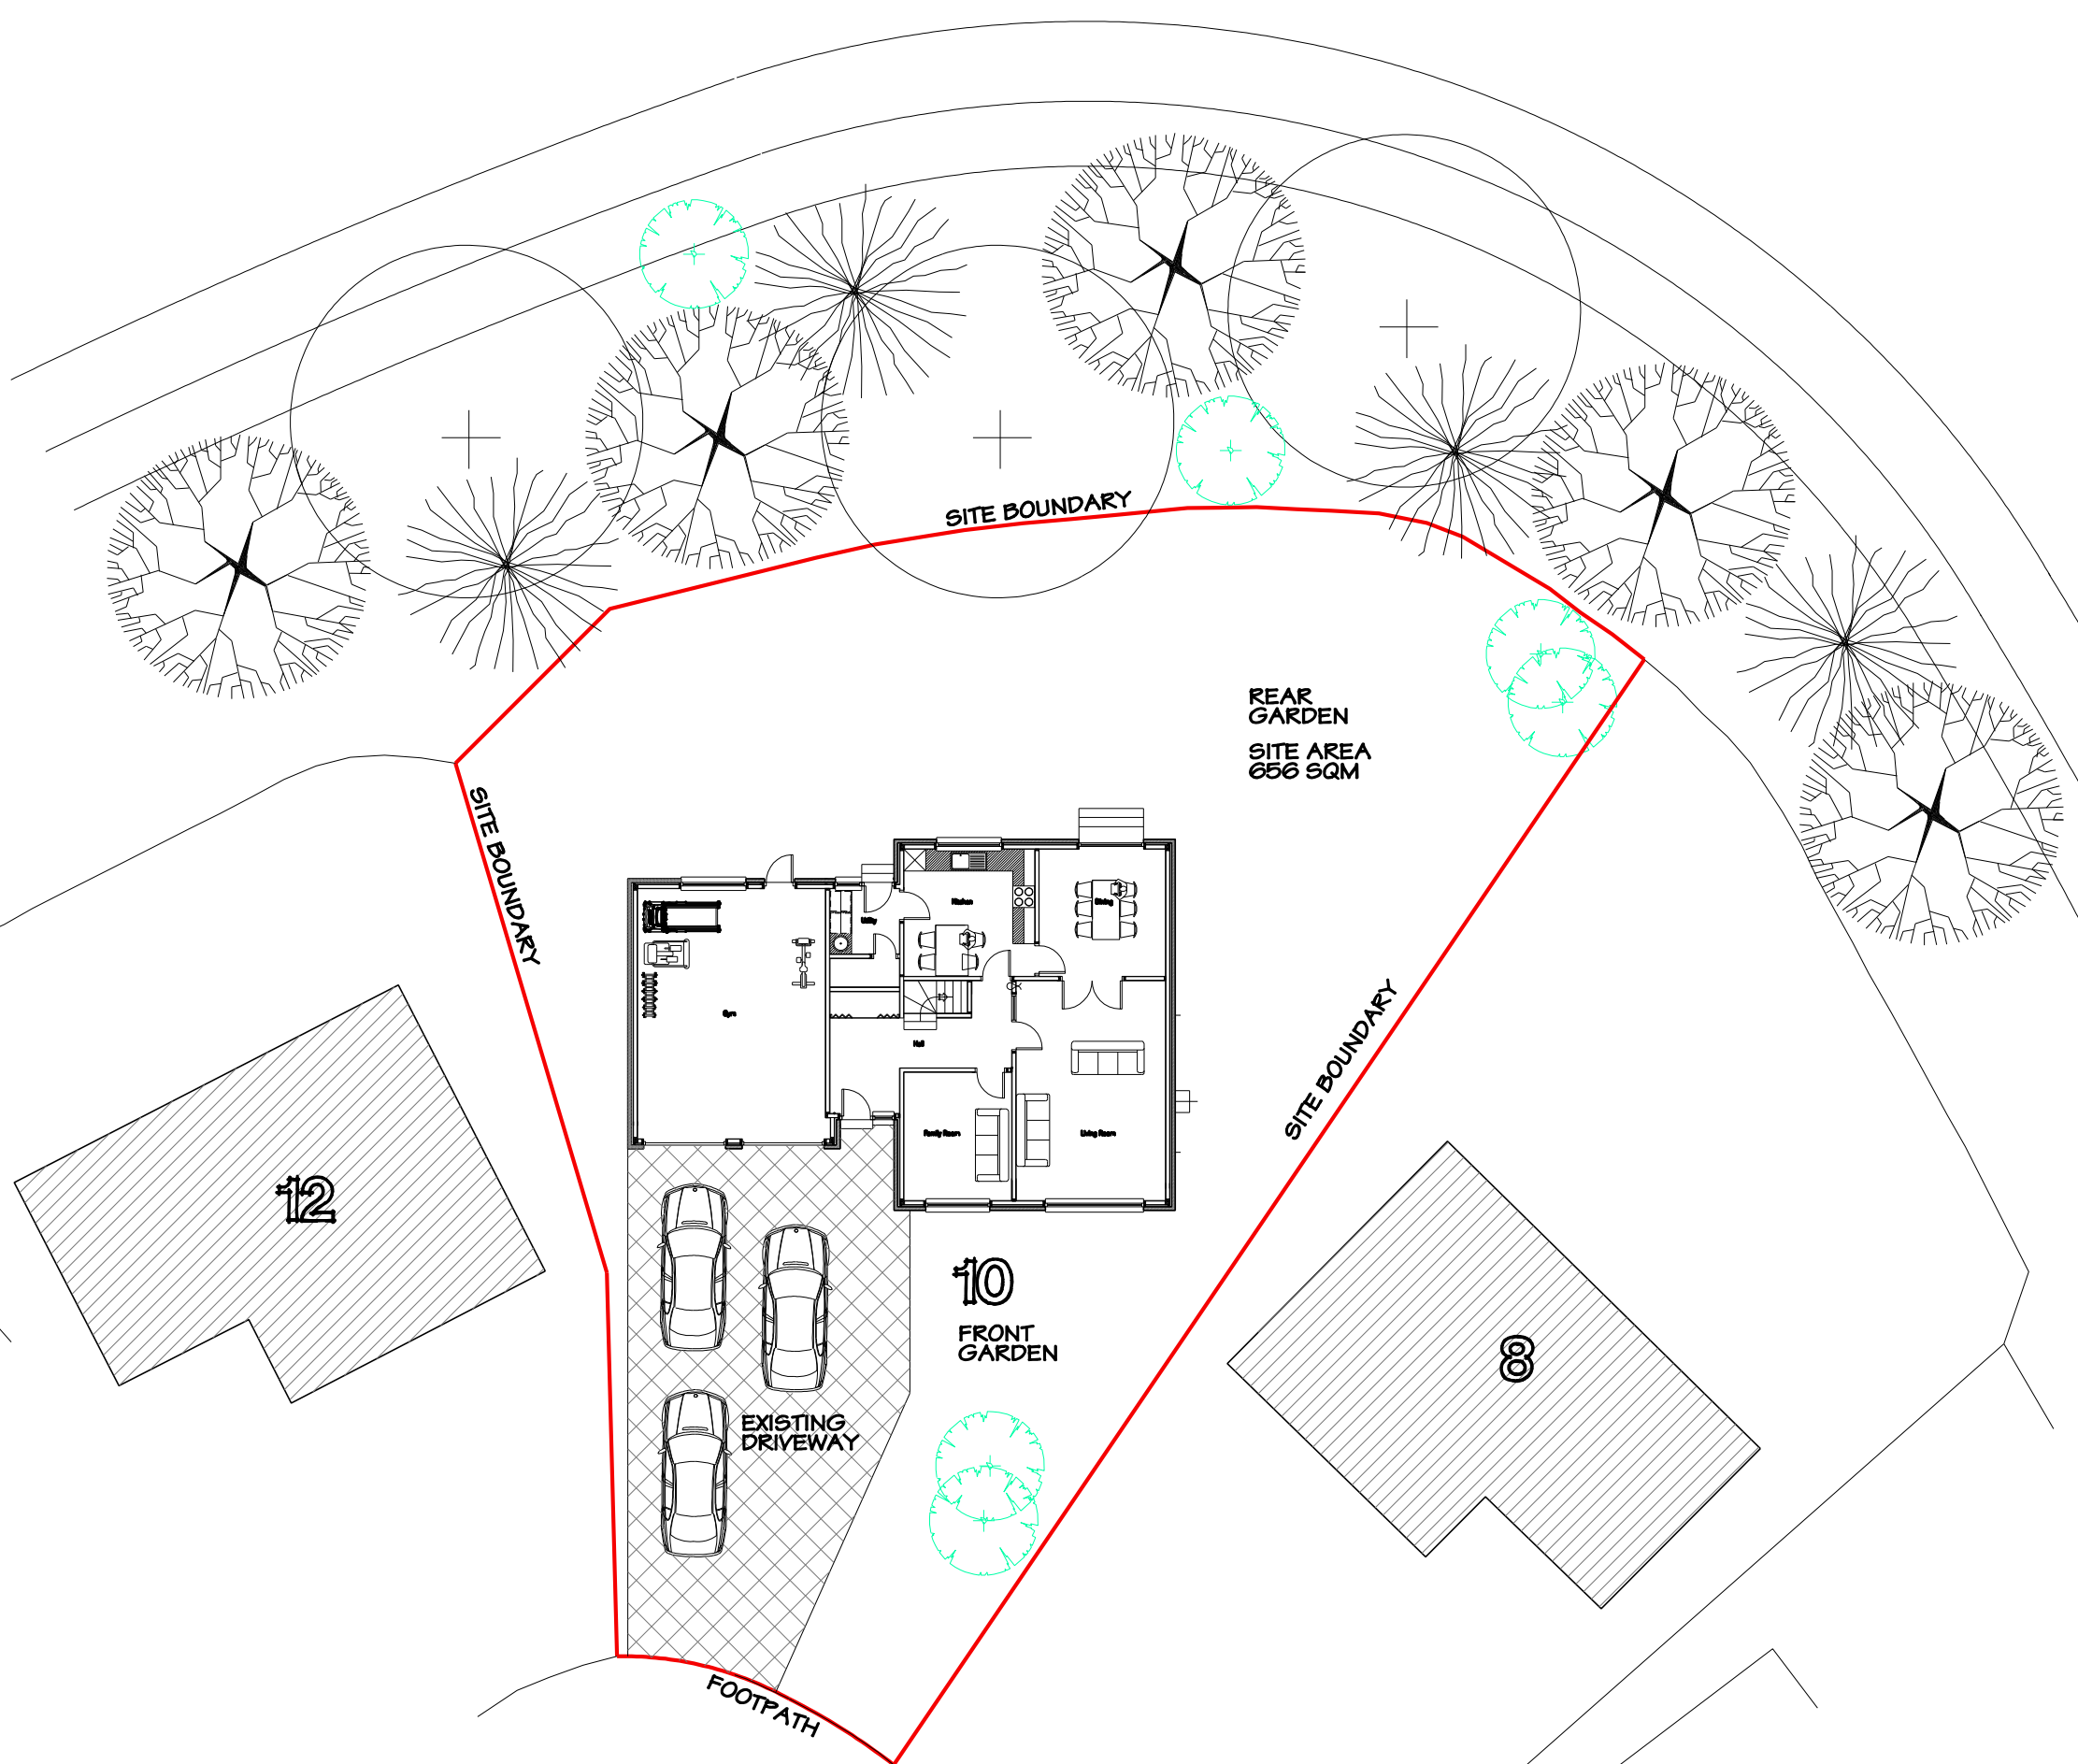 SITE BOUNDARY
REAR
GARDEN
SITE AREA
656 SQM
SITE BOUNDARY
Kitchen
Dining
Utility
Gym
Hall
SITE BOUNDARY
Family Room
Living Room
12
10
FRONT
GARDEN
8
EXISTING
DRIVEWAY
FOOTPATH